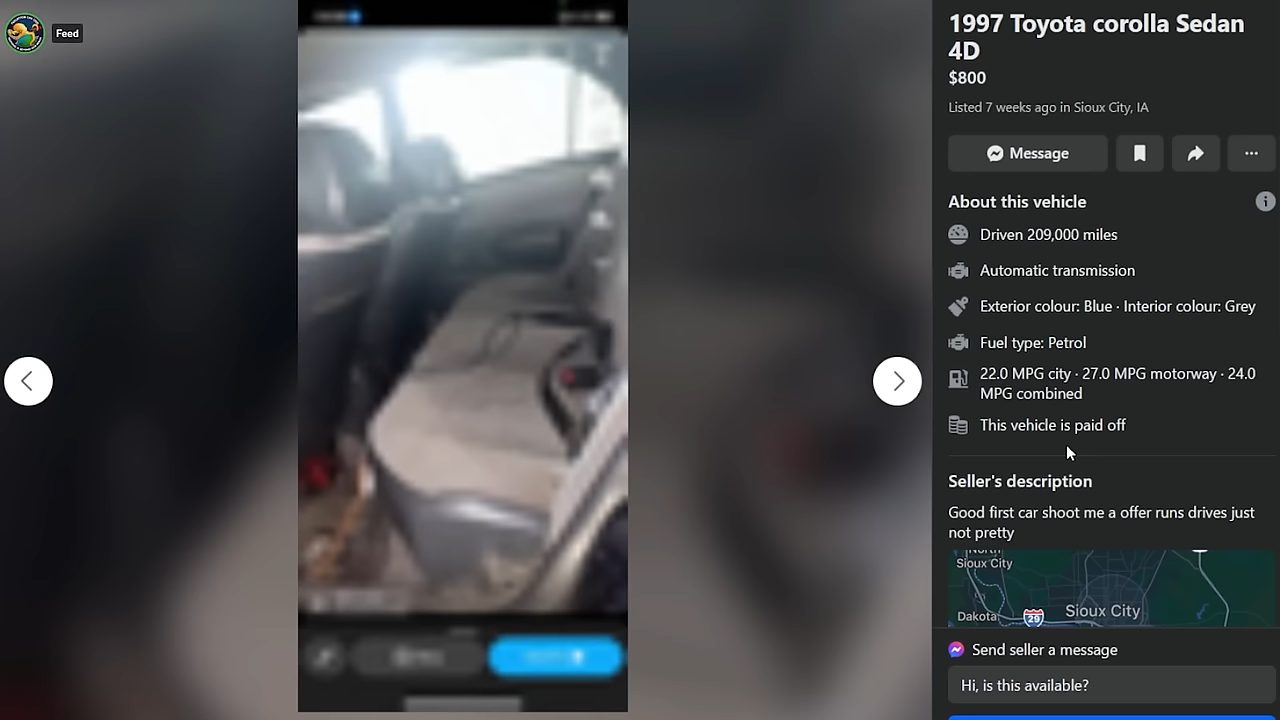 Feed
1997 Toyota corolla Sedan
4D
$800
Listed 7 weeks ago in Sioux City, IA
Message
About this vehicle
Driven 209,000 miles
Automatic transmission
Exterior colour: Blue · Interior colour: Grey
Fuel type: Petrol
22.0 MPG city · 27.0 MPG motorway · 24.0
MPG combined
This vehicle is paid off
Seller's description
Good first car shoot me a offer runs drives just
not pretty
North
Sioux City
Dakota
29
Sioux City
Send seller a message
Hi, is this available?